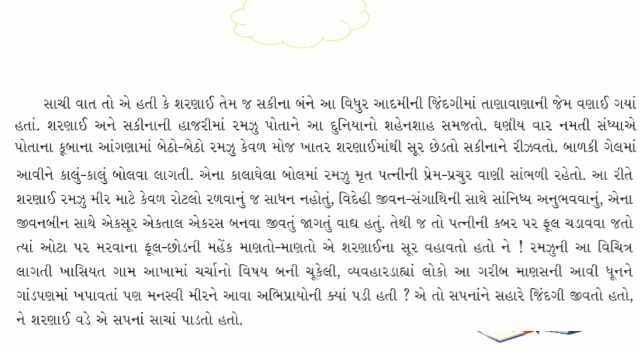 સાચી વાત તો એ હતી કે શરણાઈ તેમ જ સકીના બંને આ વિધુર આદમીની જિંદગીમાં તાણાવાણાની જેમ વણાઈ ગયાં
હતાં. શરણાઈ અને સકીનાની હાજરીમાં રમઝુ પોતાને આ દુનિયાનો શહેનશાહ સમજતો. ઘણીય વાર નમતી સંધ્યાએ
પોતાના કૂબાના આંગણામાં બેઠો-બેઠો રમઝુ કેવળ મોજ ખાતર શરણાઈમાંથી સૂર છેડતો સકીનાને રીઝવતો. બાળકી ગેલમાં
આવીને કાલું-કાલું બોલવા લાગતી. એના કાલાઘેલા બોલમાં રમઝુ મૃત પત્નીની પ્રેમ-પ્રચુર વાણી સાંભળી રહેતો. આ રીતે
શરણાઈ રમઝુ મીર માટે કેવળ રોટલો રળવાનું જ સાધન નહોતું, વિદેહી જીવન-સંગાથિની સાથે સાંનિધ્ય અનુભવવાનું, એના
જીવનબીન સાથે એકસૂર એકતાલ એકરસ બનવા જીવતું જાગતું વાદ્ય હતું. તેથી જ તો પત્નીની કબર પર ફૂલ ચડાવવા જતો
ત્યાં ઓટા પર મરવાના ફૂલ-છોડની મહેંક માણતો-માણતો એ શરણાઈના સૂર વહાવતો હતો ને ! રમઝુની આ વિચિત્ર
લાગતી ખાસિયત ગામ આખામાં ચર્ચાનો વિષય બની ચૂકેલી, વ્યવહારડાહ્યાં લોકો આ ગરીબ માણસની આવી ધૂનને
ગાંડપણમાં ખપાવતાં પણ મનસ્વી મીરને આવા અભિપ્રાયોની ક્યાં પડી હતી ? એ તો સપનાંને સહારે જિંદગી જીવતો હતો,
ને શરણાઈ વડે એ સપનાં સાચાં પાડતો હતો.